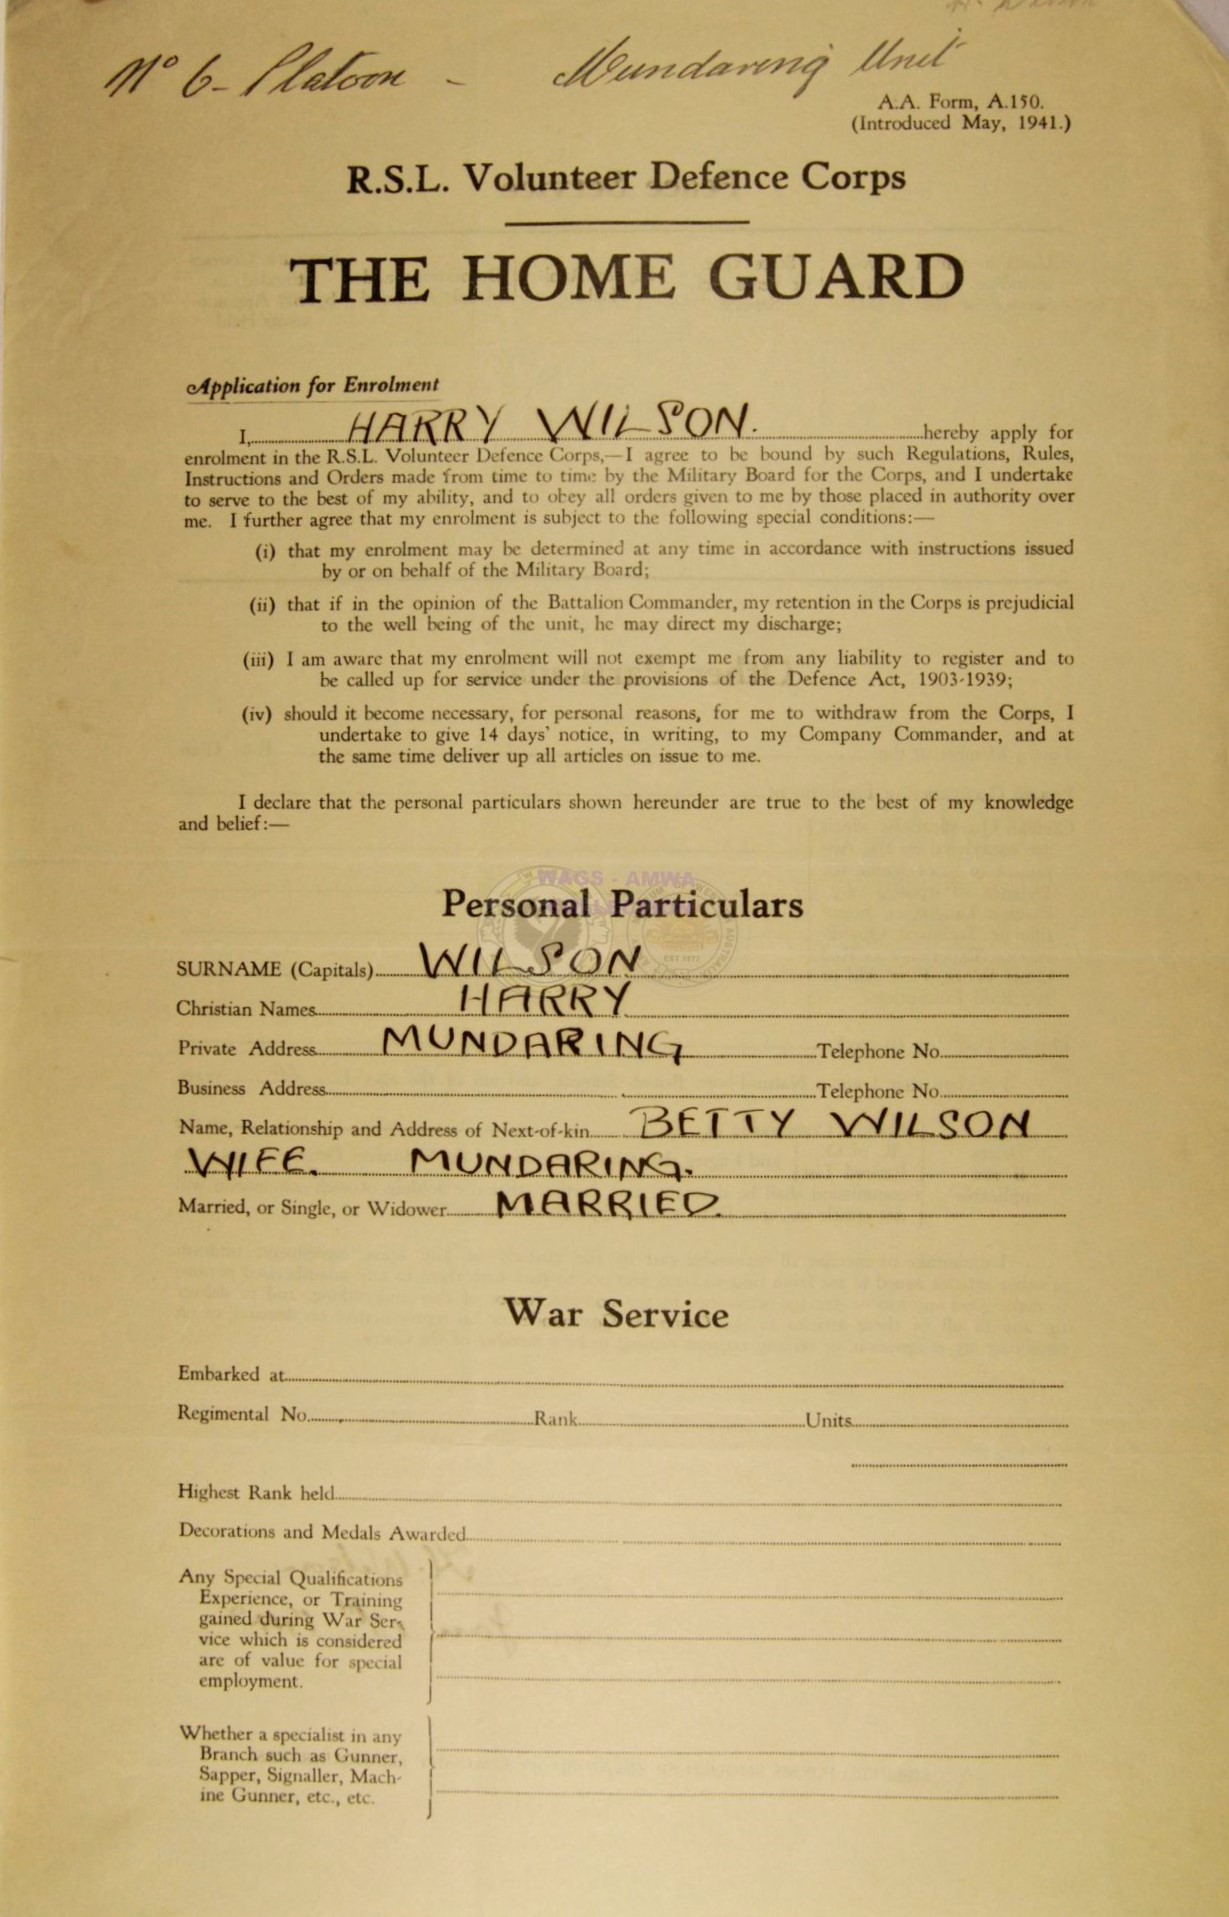 No 6 - Platoon - Mundaring Unit
A.A. Form, A.150.
(Introduced May, 1941.)
R.S.L. Volunteer Defence Corps
THE HOME GUARD
Application for Enrolment
I, HARRY WILSON. hereby apply for
enrolment in the R.S.L. Volunteer Defence Corps,—I agree to be bound by such Regulations, Rules,
Instructions and Orders made from time to time by the Military Board for the Corps, and I undertake
to serve to the best of my ability, and to obey all orders given to me by those placed in authority over
me. I further agree that my enrolment is subject to the following special conditions:—
(i) that my enrolment may be determined at any time in accordance with instructions issued
by or on behalf of the Military Board;
(ii) that if in the opinion of the Battalion Commander, my retention in the Corps is prejudicial
to the well being of the unit, he may direct my discharge;
(iii) I am aware that my enrolment will not exempt me from any liability to register and to
be called up for service under the provisions of the Defence Act, 1903-1939;
(iv) should it become necessary, for personal reasons, for me to withdraw from the Corps, I
undertake to give 14 days' notice, in writing, to my Company Commander, and at
the same time deliver up all articles on issue to me.
I declare that the personal particulars shown hereunder are true to the best of my knowledge
and belief:—
WAGS - AMWA
Personal Particulars
SURNAME (Capitals) WILSON
Christian Names HARRY
Private Address MUNDARING Telephone No.
Business Address Telephone No.
Name, Relationship and Address of Next-of-kin BETTY WILSON
WIFE. MUNDARING.
Married, or Single, or Widower MARRIED.
War Service
Embarked at
Regimental No. Rank Units
Highest Rank held
Decorations and Medals Awarded
Any Special Qualifications
Experience, or Training
gained during War Ser-
vice which is considered
are of value for special
employment.
Whether a specialist in any
Branch such as Gunner,
Sapper, Signaller, Mach-
ine Gunner, etc., etc.